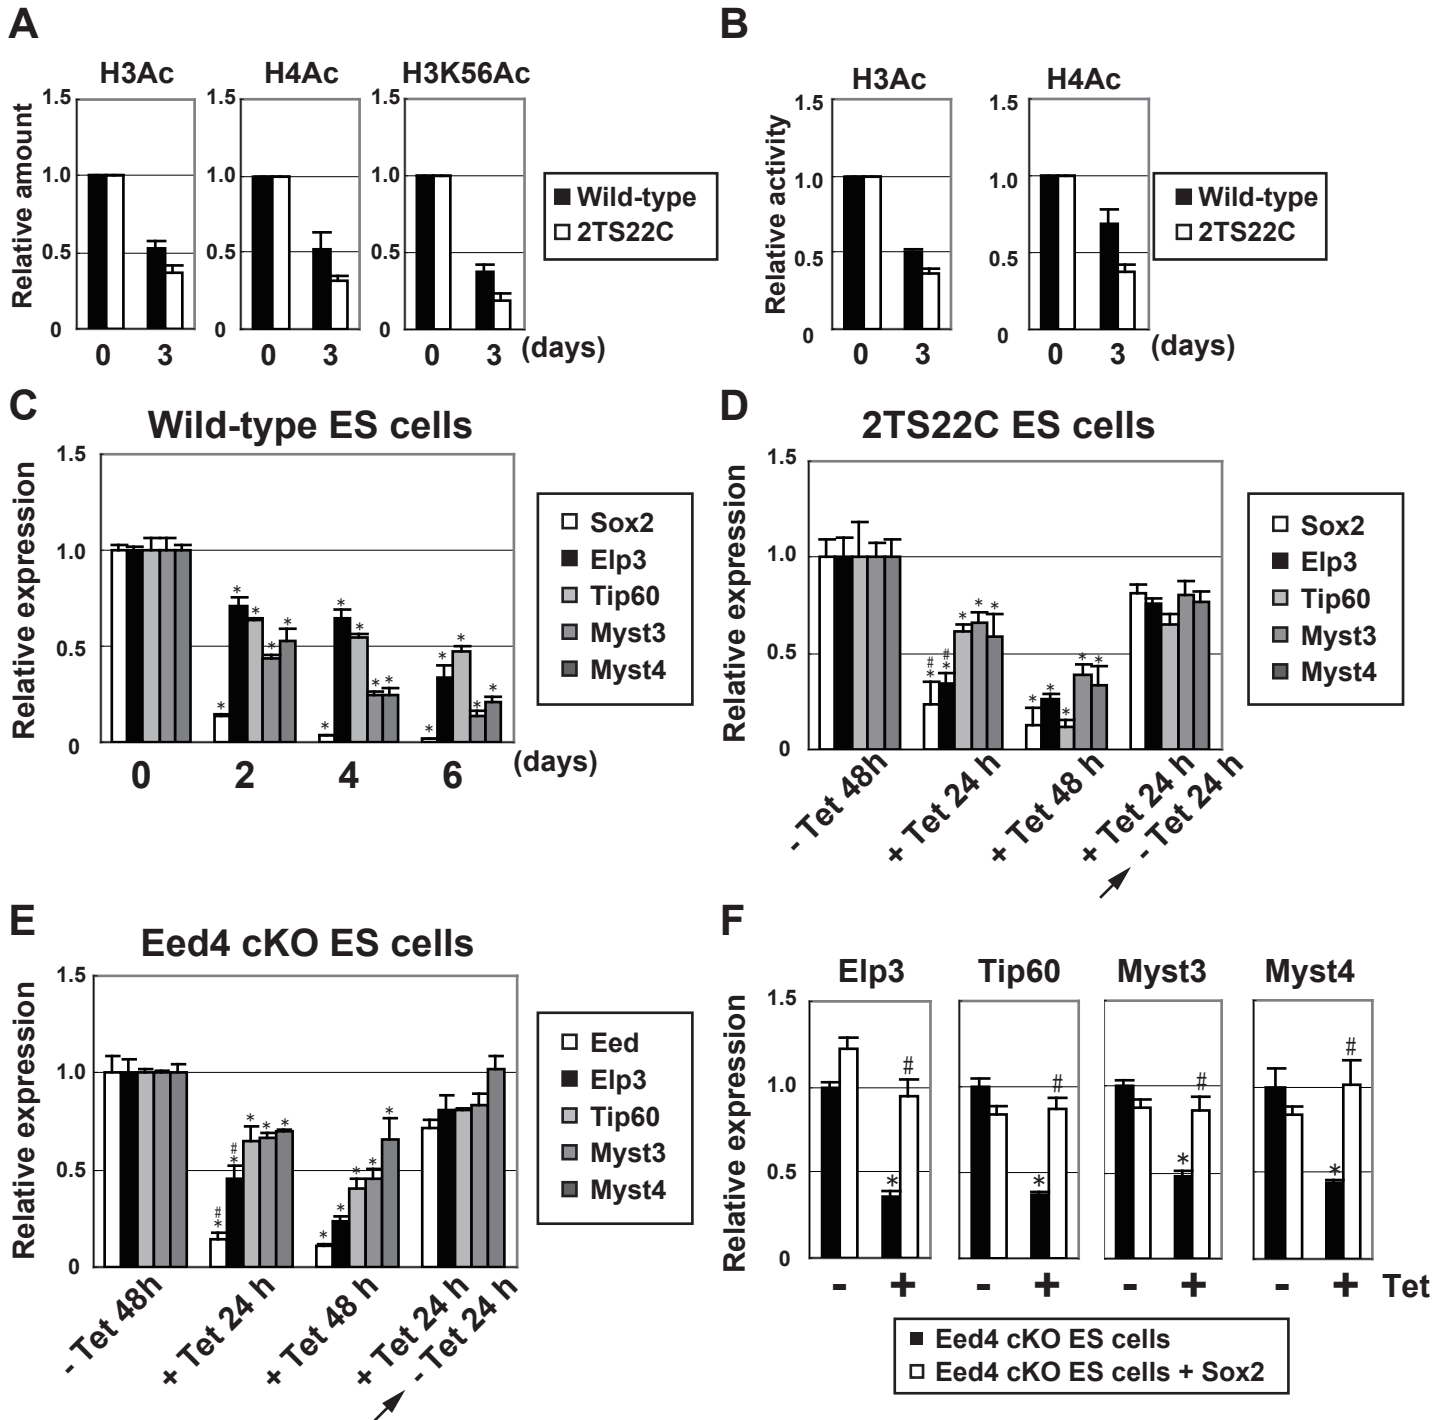 A
H3Ac H4Ac H3K56Ac
Relative amount
1.5 1.5 1.5
1.0 1.0 1.0
0.5 0.5 0.5
0 0 0
0 3 0 3 0 3 (days)
Wild-type
2TS22C
B
H3Ac H4Ac
Relative activity
1.5 1.5
1.0 1.0
0.5 0.5
0 0
0 3 0 3 (days)
Wild-type
2TS22C
C
Wild-type ES cells
Relative expression
1.5
1.0
0.5
0
* * * * *
* * * * *
* * * * *
0 2 4 6 (days)
Sox2
Elp3
Tip60
Myst3
Myst4
D
2TS22C ES cells
Relative expression
1.5
1.0
0.5
0
# #
* * * * *
* * * * *
- Tet 48h
+ Tet 24 h
+ Tet 48 h
+ Tet 24 h
- Tet 24 h
Sox2
Elp3
Tip60
Myst3
Myst4
E
Eed4 cKO ES cells
Relative expression
1.5
1.0
0.5
0
# #
* * * * *
* * * * *
- Tet 48h
+ Tet 24 h
+ Tet 48 h
+ Tet 24 h
- Tet 24 h
Eed
Elp3
Tip60
Myst3
Myst4
F
Elp3 Tip60 Myst3 Myst4
Relative expression
1.5
1.0
0.5
0
* # * # * # * #
- + - + - + - + Tet
Eed4 cKO ES cells
Eed4 cKO ES cells + Sox2